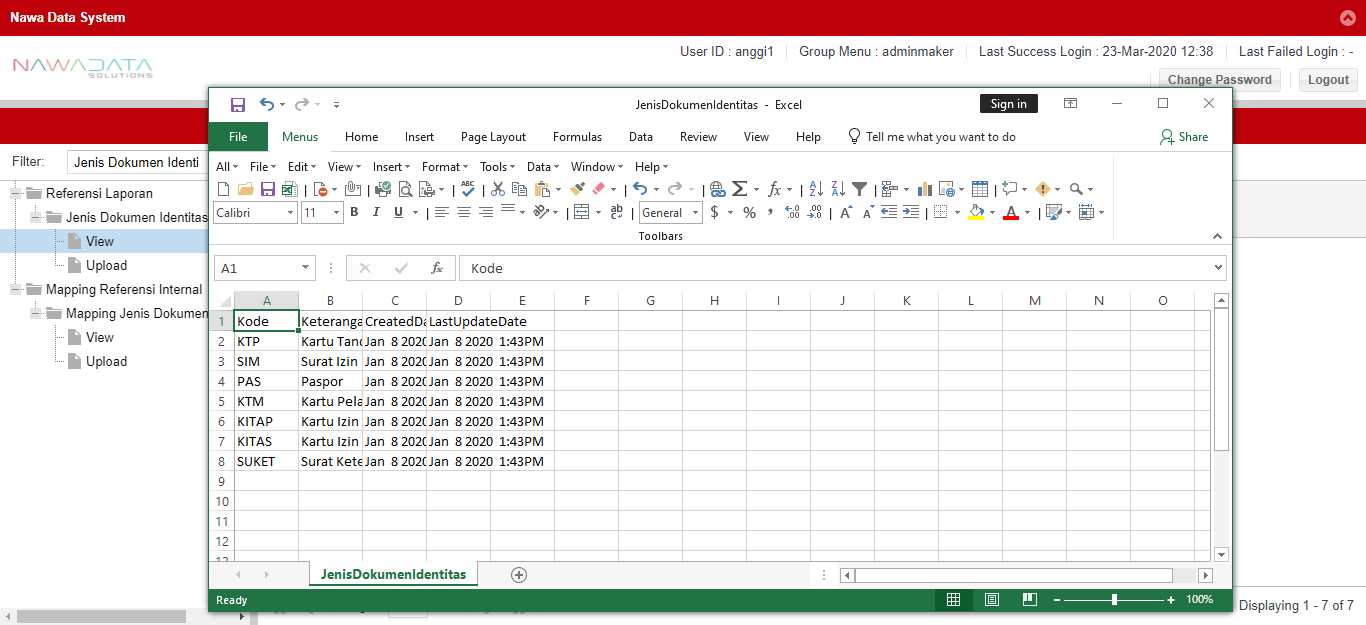 Nawa Data System
NAWADATA
SOLUTIONS
User ID : anggi1
Group Menu : adminmaker
Last Success Login : 23-Mar-2020 12:38
Last Failed Login : -
Change Password
Logout
Filter:
Jenis Dokumen Identi
Referensi Laporan
Jenis Dokumen Identitas
View
Upload
Mapping Referensi Internal
Mapping Jenis Dokumen
View
Upload
JenisDokumenIdentitas - Excel
Sign in
File Menus Home Insert Page Layout Formulas Data Review View Help Tell me what you want to do Share
All File Edit View Insert Format Tools Data Window Help
Calibri 11 B I U General $ %
Toolbars
A1 fx Kode
A B C D E F G H I J K L M N O
1 Kode Keteranga CreatedDa LastUpdateDate
2 KTP Kartu Tand Jan 8 2020 Jan 8 2020 1:43PM
3 SIM Surat Izin Jan 8 2020 Jan 8 2020 1:43PM
4 PAS Paspor Jan 8 2020 Jan 8 2020 1:43PM
5 KTM Kartu Pela Jan 8 2020 Jan 8 2020 1:43PM
6 KITAP Kartu Izin Jan 8 2020 Jan 8 2020 1:43PM
7 KITAS Kartu Izin Jan 8 2020 Jan 8 2020 1:43PM
8 SUKET Surat Kete Jan 8 2020 Jan 8 2020 1:43PM
9
10
11
12
13
JenisDokumenIdentitas
Ready
100%
Displaying 1 - 7 of 7